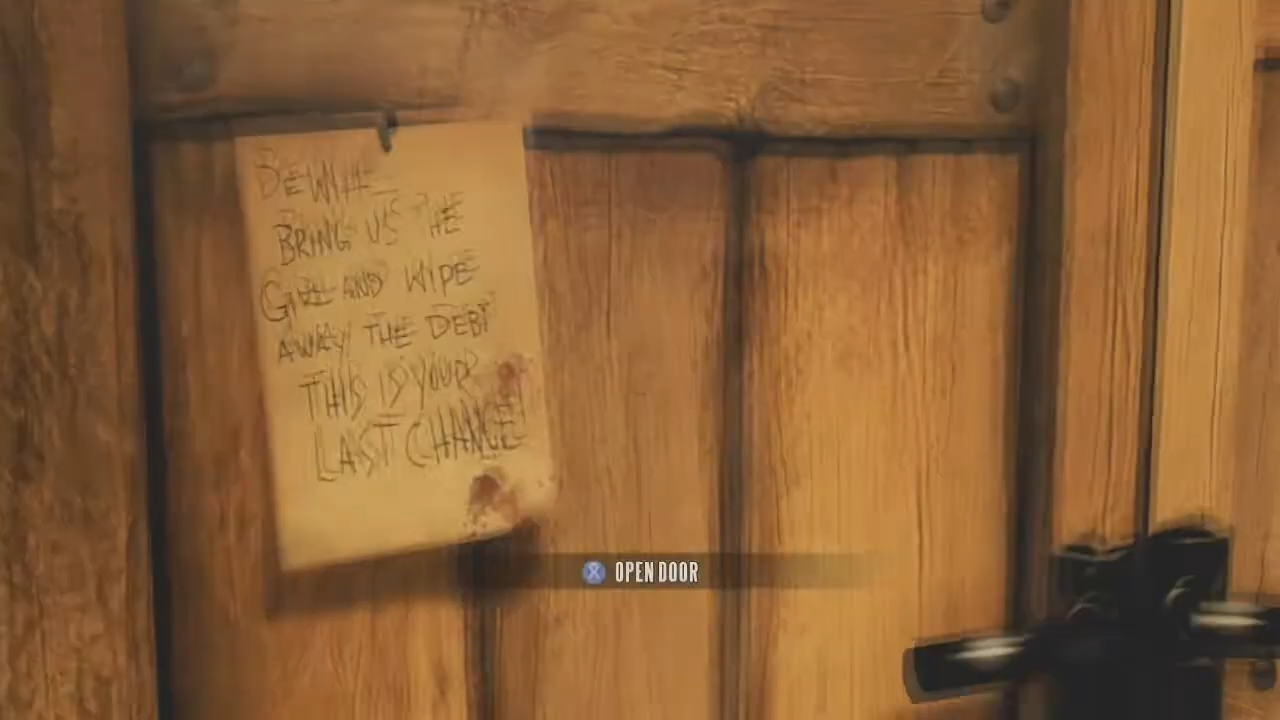 DEWITT
BRING US THE
GIRL AND WIPE
AWAY THE DEBT
THIS IS YOUR
LAST CHANCE!
X OPEN DOOR